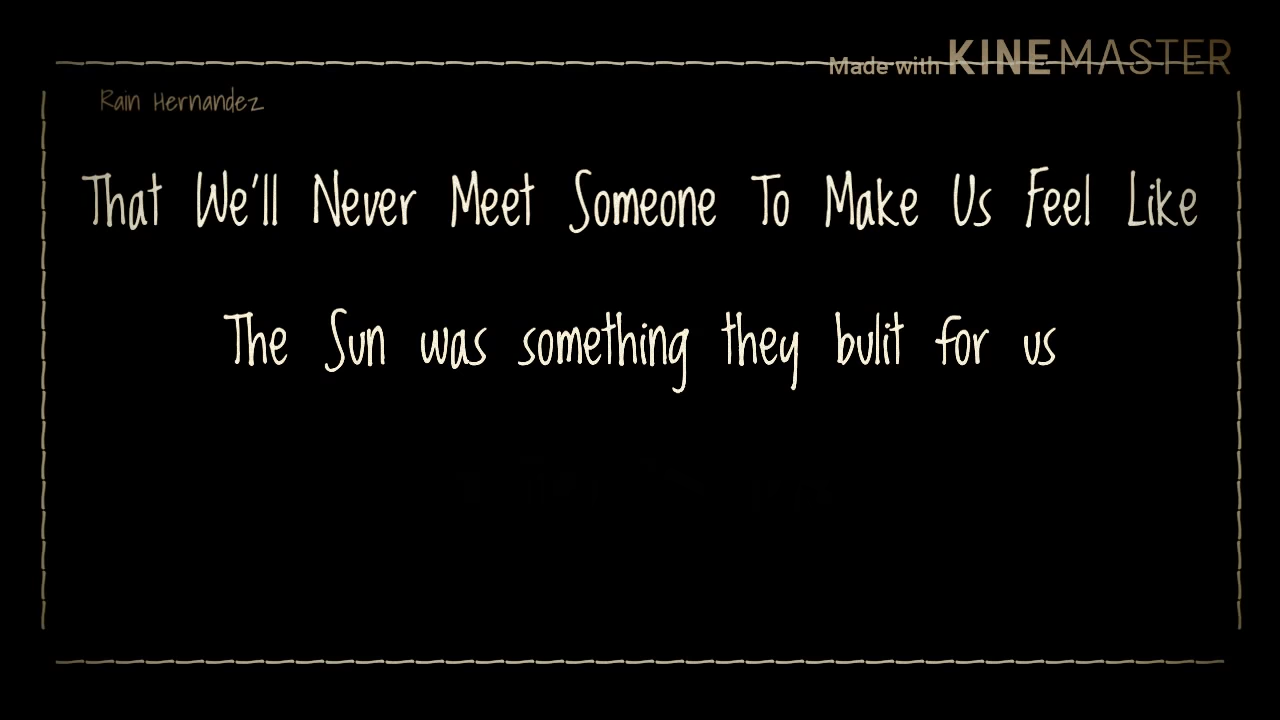 Made with KINEMASTER
Rain Hernandez
That We'll Never Meet Someone To Make Us Feel Like
The Sun was something they bulit for us